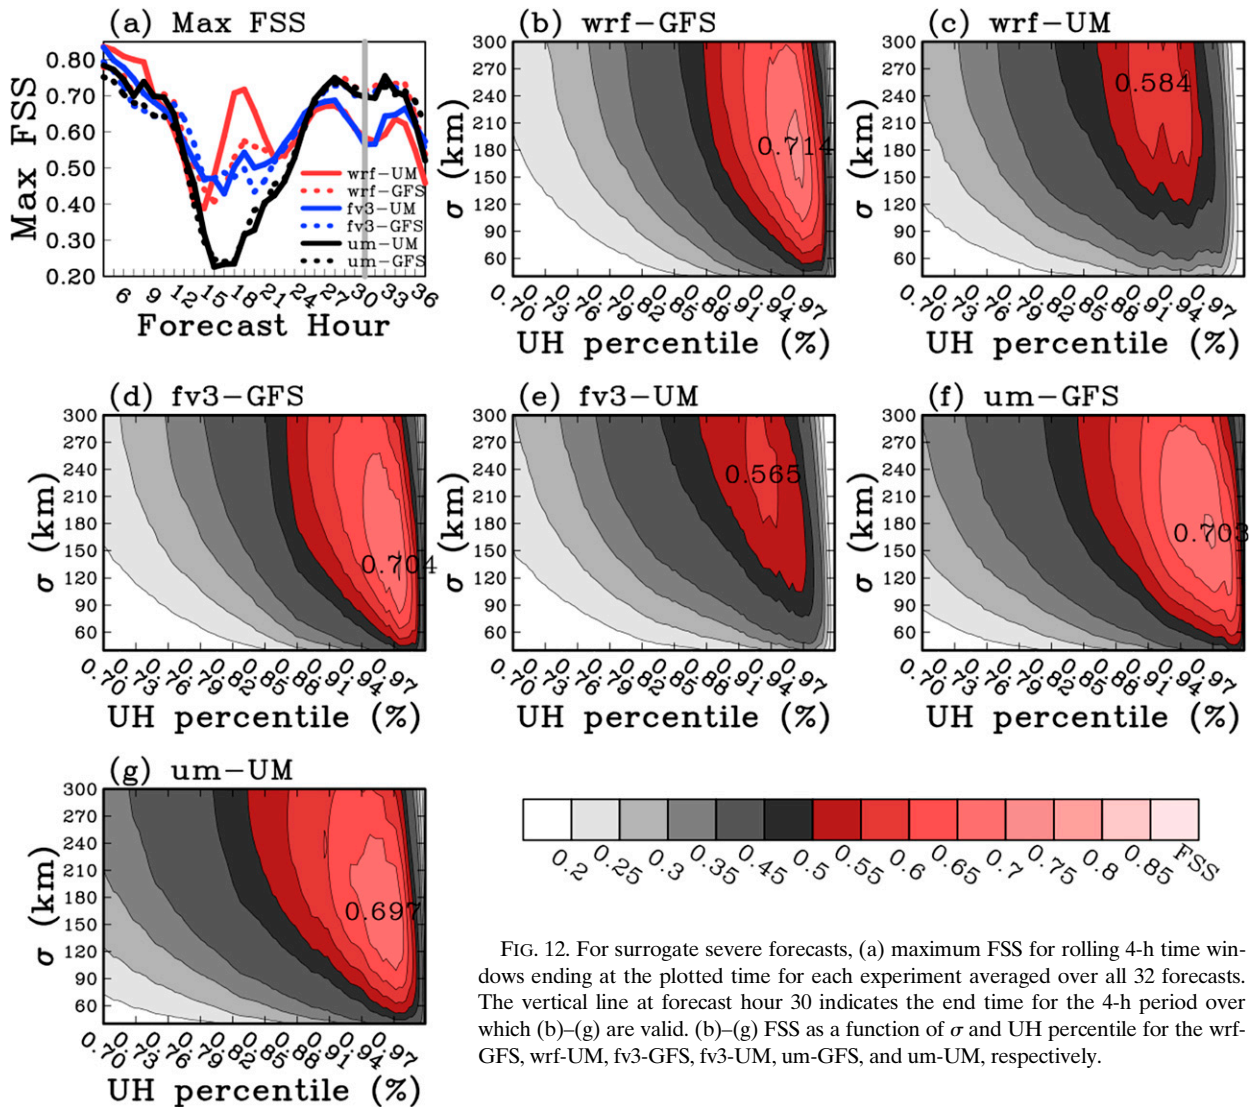 (a) Max FSS
Max FSS
0.80
0.70
0.60
0.50
0.40
0.30
0.20
wrf-UM
wrf-GFS
fv3-UM
fv3-GFS
um-UM
um-GFS
6 9 12 15 18 21 24 27 30 33 36
Forecast Hour
(b) wrf-GFS
σ (km)
300
270
240
210
180
150
120
90
60
0.714
0.70 0.73 0.76 0.79 0.82 0.85 0.88 0.91 0.94 0.97
UH percentile (%)
(c) wrf-UM
σ (km)
300
270
240
210
180
150
120
90
60
0.584
0.70 0.73 0.76 0.79 0.82 0.85 0.88 0.91 0.94 0.97
UH percentile (%)
(d) fv3-GFS
σ (km)
300
270
240
210
180
150
120
90
60
0.704
0.70 0.73 0.76 0.79 0.82 0.85 0.88 0.91 0.94 0.97
UH percentile (%)
(e) fv3-UM
σ (km)
300
270
240
210
180
150
120
90
60
0.565
0.70 0.73 0.76 0.79 0.82 0.85 0.88 0.91 0.94 0.97
UH percentile (%)
(f) um-GFS
σ (km)
300
270
240
210
180
150
120
90
60
0.703
0.70 0.73 0.76 0.79 0.82 0.85 0.88 0.91 0.94 0.97
UH percentile (%)
(g) um-UM
σ (km)
300
270
240
210
180
150
120
90
60
0.697
0.70 0.73 0.76 0.79 0.82 0.85 0.88 0.91 0.94 0.97
UH percentile (%)
0.2 0.25 0.3 0.35 0.45 0.5 0.55 0.6 0.65 0.7 0.75 0.8 0.85 FSS
FIG. 12. For surrogate severe forecasts, (a) maximum FSS for rolling 4-h time win-
dows ending at the plotted time for each experiment averaged over all 32 forecasts.
The vertical line at forecast hour 30 indicates the end time for the 4-h period over
which (b)–(g) are valid. (b)–(g) FSS as a function of σ and UH percentile for the wrf-
GFS, wrf-UM, fv3-GFS, fv3-UM, um-GFS, and um-UM, respectively.